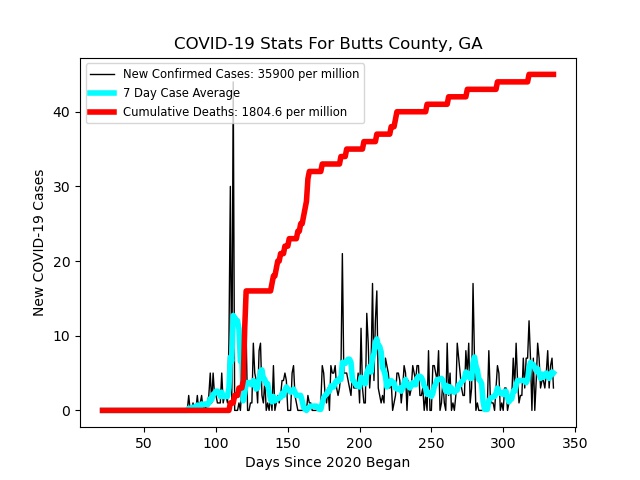 COVID-19 Stats For Butts County, GA
New Confirmed Cases: 35900 per million
7 Day Case Average
Cumulative Deaths: 1804.6 per million
New COVID-19 Cases
40
30
20
10
0
50 100 150 200 250 300 350
Days Since 2020 Began